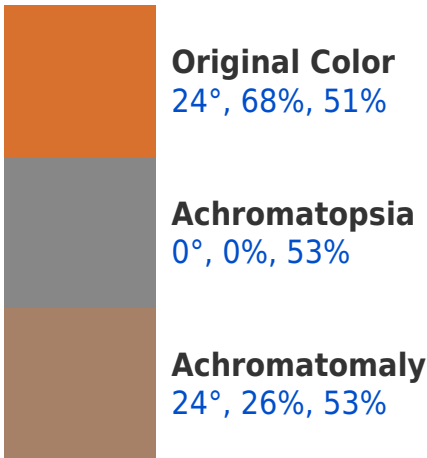 Original Color
24°, 68%, 51%
Achromatopsia
0°, 0%, 53%
Achromatomaly
24°, 26%, 53%